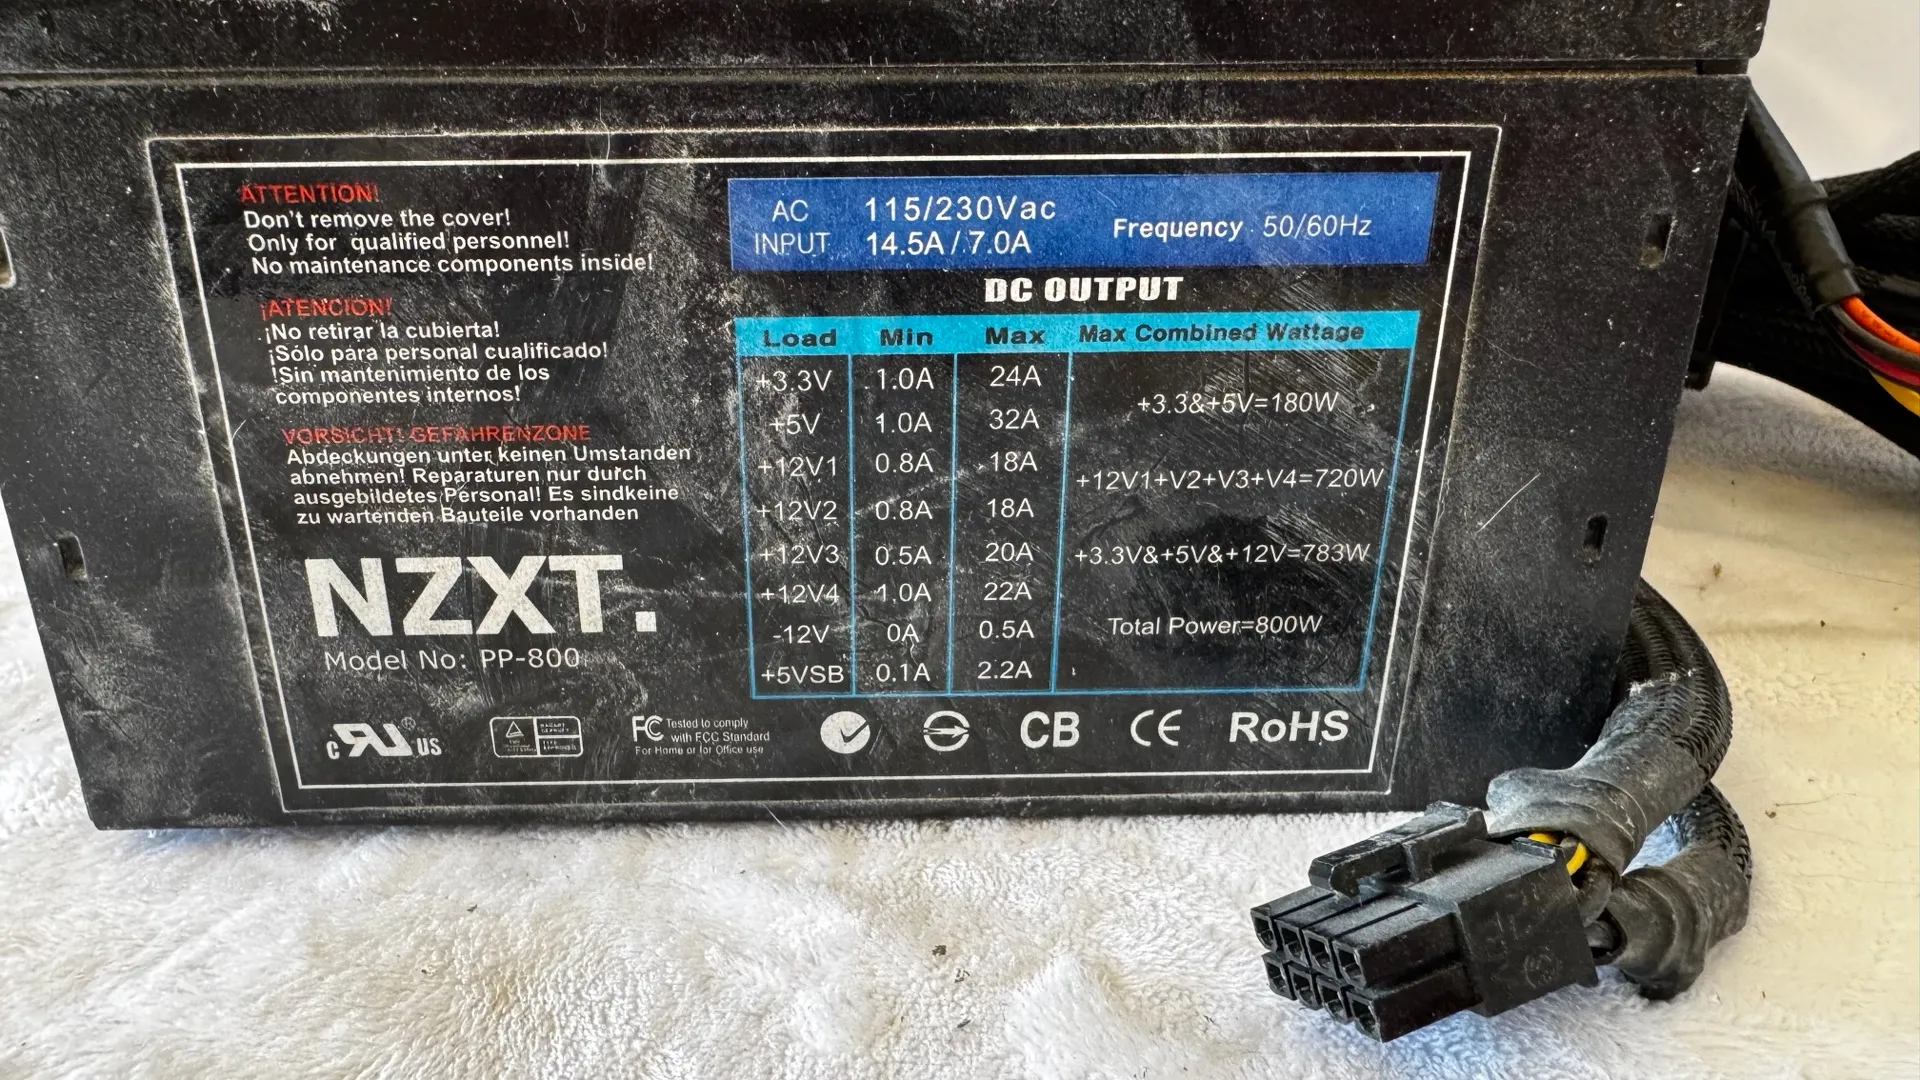 ATTENTION!
Don't remove the cover!
Only for qualified personnel!
No maintenance components inside!
¡ATENCION!
¡No retirar la cubierta!
¡Sólo para personal cualificado!
!Sin mantenimiento de los
componentes internos!
VORSICHT! GEFAHRENZONE
Abdeckungen unter keinen Umstanden
abnehmen! Reparaturen nur durch
ausgebildetes Personal! Es sindkeine
zu wartenden Bauteile vorhanden
NZXT.
Model No: PP-800
AC INPUT 115/230Vac 14.5A / 7.0A Frequency 50/60Hz
DC OUTPUT
Load Min Max Max Combined Wattage
+3.3V 1.0A 24A
+3.3&+5V=180W
+5V 1.0A 32A
+12V1 0.8A 18A
+12V1+V2+V3+V4=720W
+12V2 0.8A 18A
+12V3 0.5A 20A +3.3V&+5V&+12V=783W
+12V4 1.0A 22A
-12V 0A 0.5A Total Power=800W
+5VSB 0.1A 2.2A
c RU US
FC Tested to comply
with FCC Standard
For Home or for Office use
CB CE RoHS